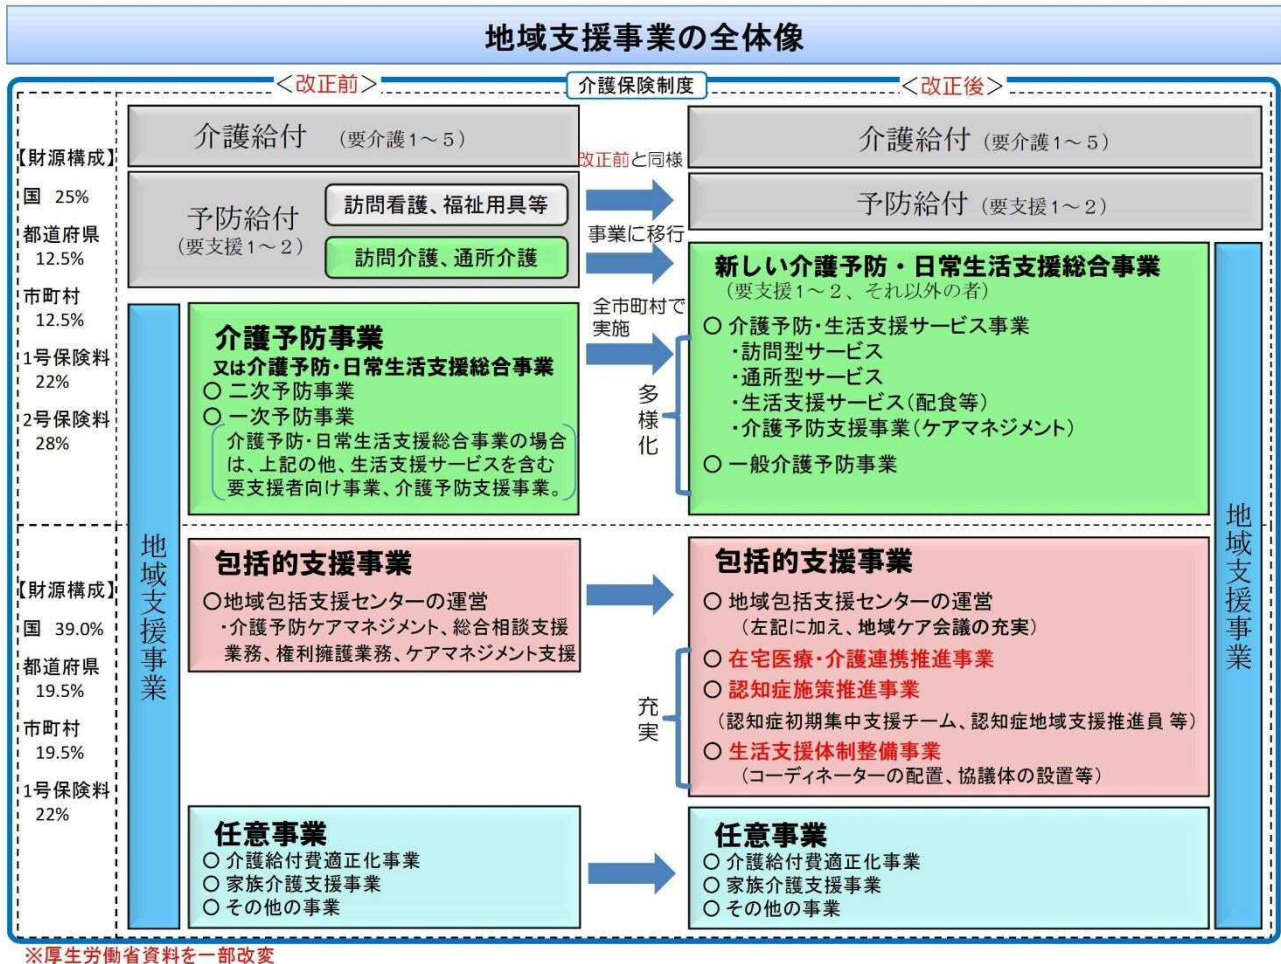 地域支援事業の全体像
＜改正前＞
介護保険制度
＜改正後＞
【財源構成】
国 25%
都道府県
12.5%
市町村
12.5%
1号保険料
22%
2号保険料
28%
【財源構成】
国 39.0%
都道府県
19.5%
市町村
19.5%
1号保険料
22%
介護給付 （要介護1～5）
予防給付
（要支援1～2）
訪問看護、福祉用具等
訪問介護、通所介護
地域支援事業
介護予防事業
又は介護予防・日常生活支援総合事業
○ 二次予防事業
○ 一次予防事業
介護予防・日常生活支援総合事業の場合
は、上記の他、生活支援サービスを含む
要支援者向け事業、介護予防支援事業。
包括的支援事業
○地域包括支援センターの運営
・介護予防ケアマネジメント、総合相談支援
業務、権利擁護業務、ケアマネジメント支援
任意事業
○ 介護給付費適正化事業
○ 家族介護支援事業
○ その他の事業
改正前と同様
事業に移行
全市町村で
実施
多様化
充実
介護給付 （要介護1～5）
予防給付 （要支援1～2）
新しい介護予防・日常生活支援総合事業
（要支援1～2、それ以外の者）
○ 介護予防・生活支援サービス事業
・訪問型サービス
・通所型サービス
・生活支援サービス（配食等）
・介護予防支援事業（ケアマネジメント）
○ 一般介護予防事業
包括的支援事業
○ 地域包括支援センターの運営
（左記に加え、地域ケア会議の充実）
○ 在宅医療・介護連携推進事業
○ 認知症施策推進事業
（認知症初期集中支援チーム、認知症地域支援推進員 等）
○ 生活支援体制整備事業
（コーディネーターの配置、協議体の設置等）
任意事業
○ 介護給付費適正化事業
○ 家族介護支援事業
○ その他の事業
地域支援事業
※厚生労働省資料を一部改変